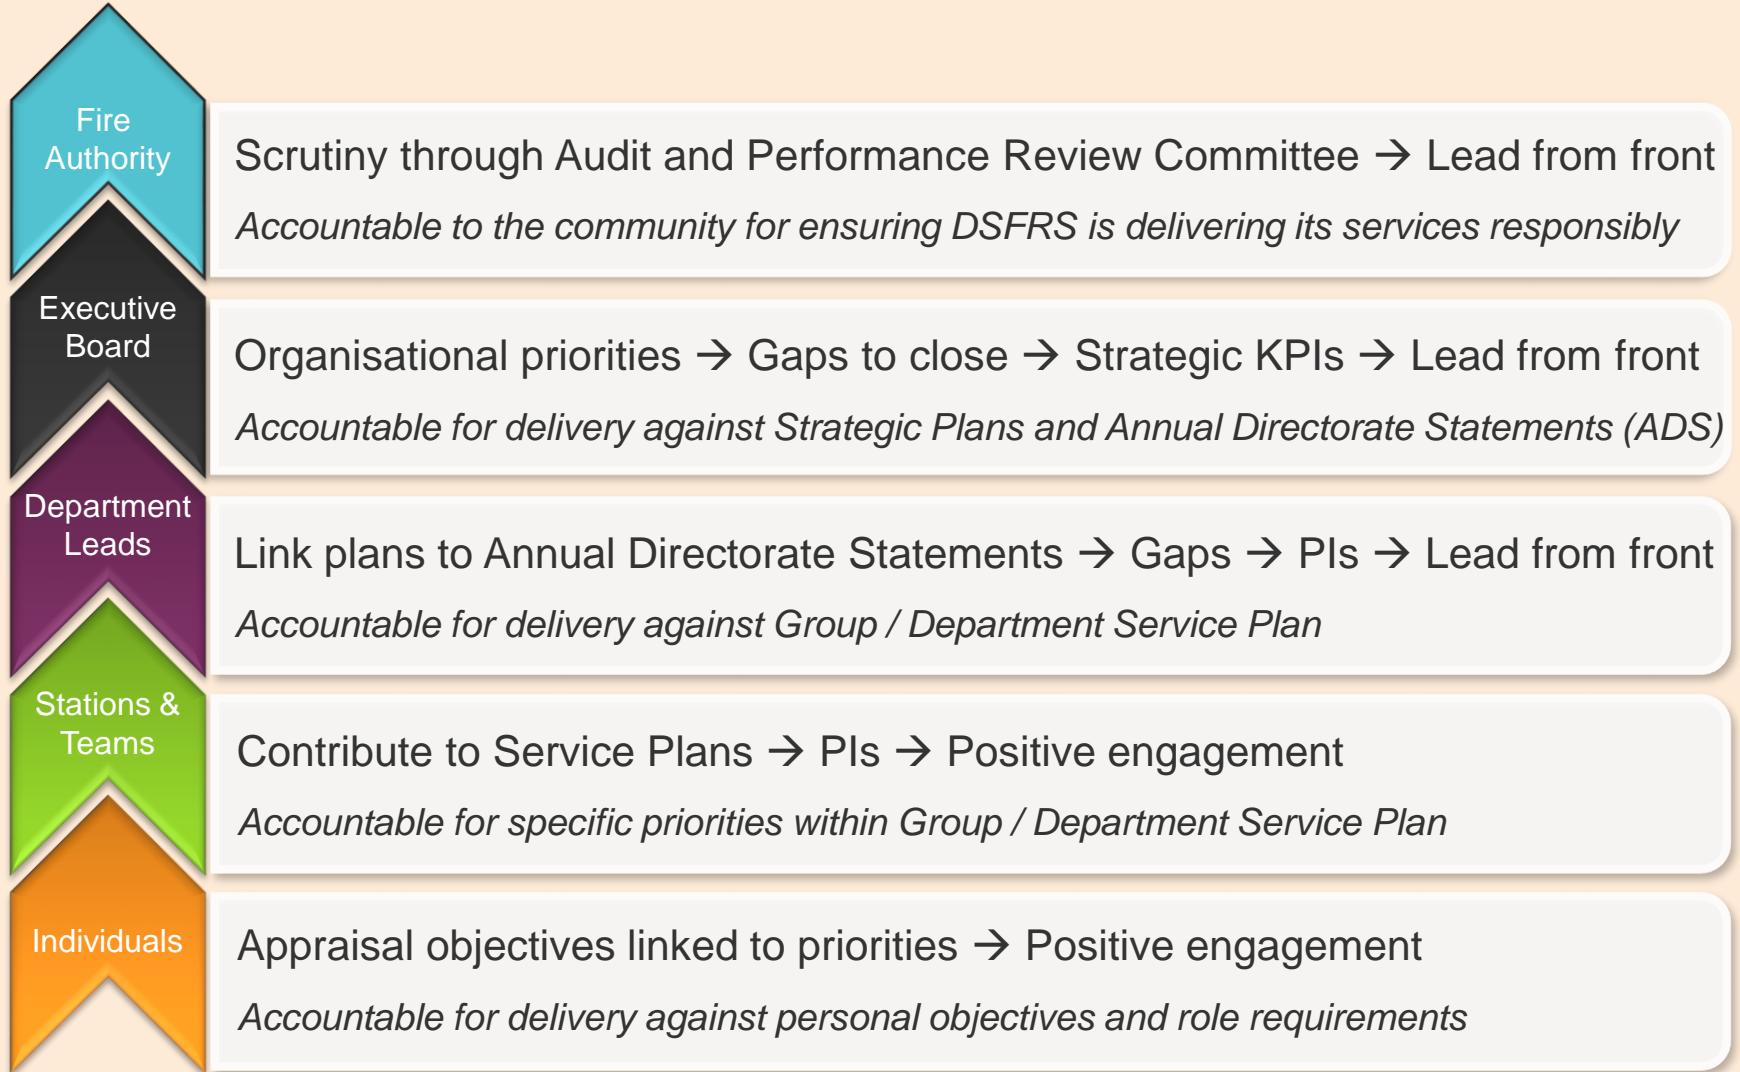 Fire
Authority
Scrutiny through Audit and Performance Review Committee → Lead from front
Accountable to the community for ensuring DSFRS is delivering its services responsibly
Executive
Board
Organisational priorities → Gaps to close → Strategic KPIs → Lead from front
Accountable for delivery against Strategic Plans and Annual Directorate Statements (ADS)
Department
Leads
Link plans to Annual Directorate Statements → Gaps → PIs → Lead from front
Accountable for delivery against Group / Department Service Plan
Stations &
Teams
Contribute to Service Plans → PIs → Positive engagement
Accountable for specific priorities within Group / Department Service Plan
Individuals
Appraisal objectives linked to priorities → Positive engagement
Accountable for delivery against personal objectives and role requirements